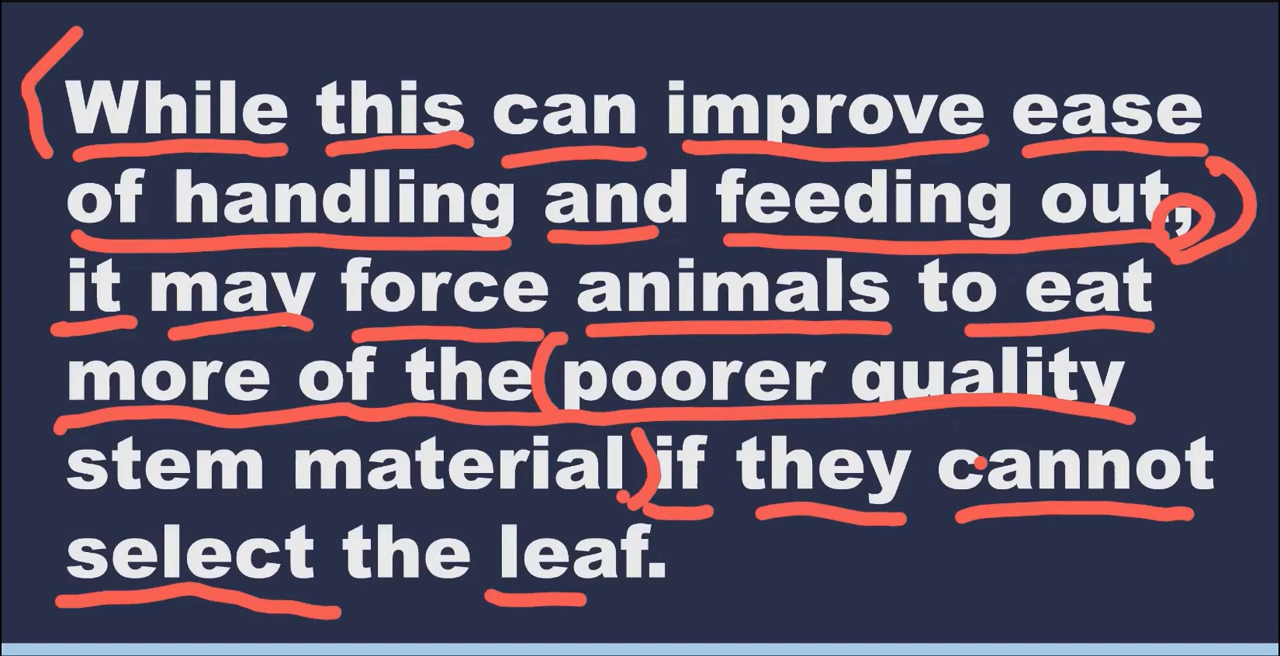 While this can improve ease
of handling and feeding out,
it may force animals to eat
more of the poorer quality
stem material if they cannot
select the leaf.